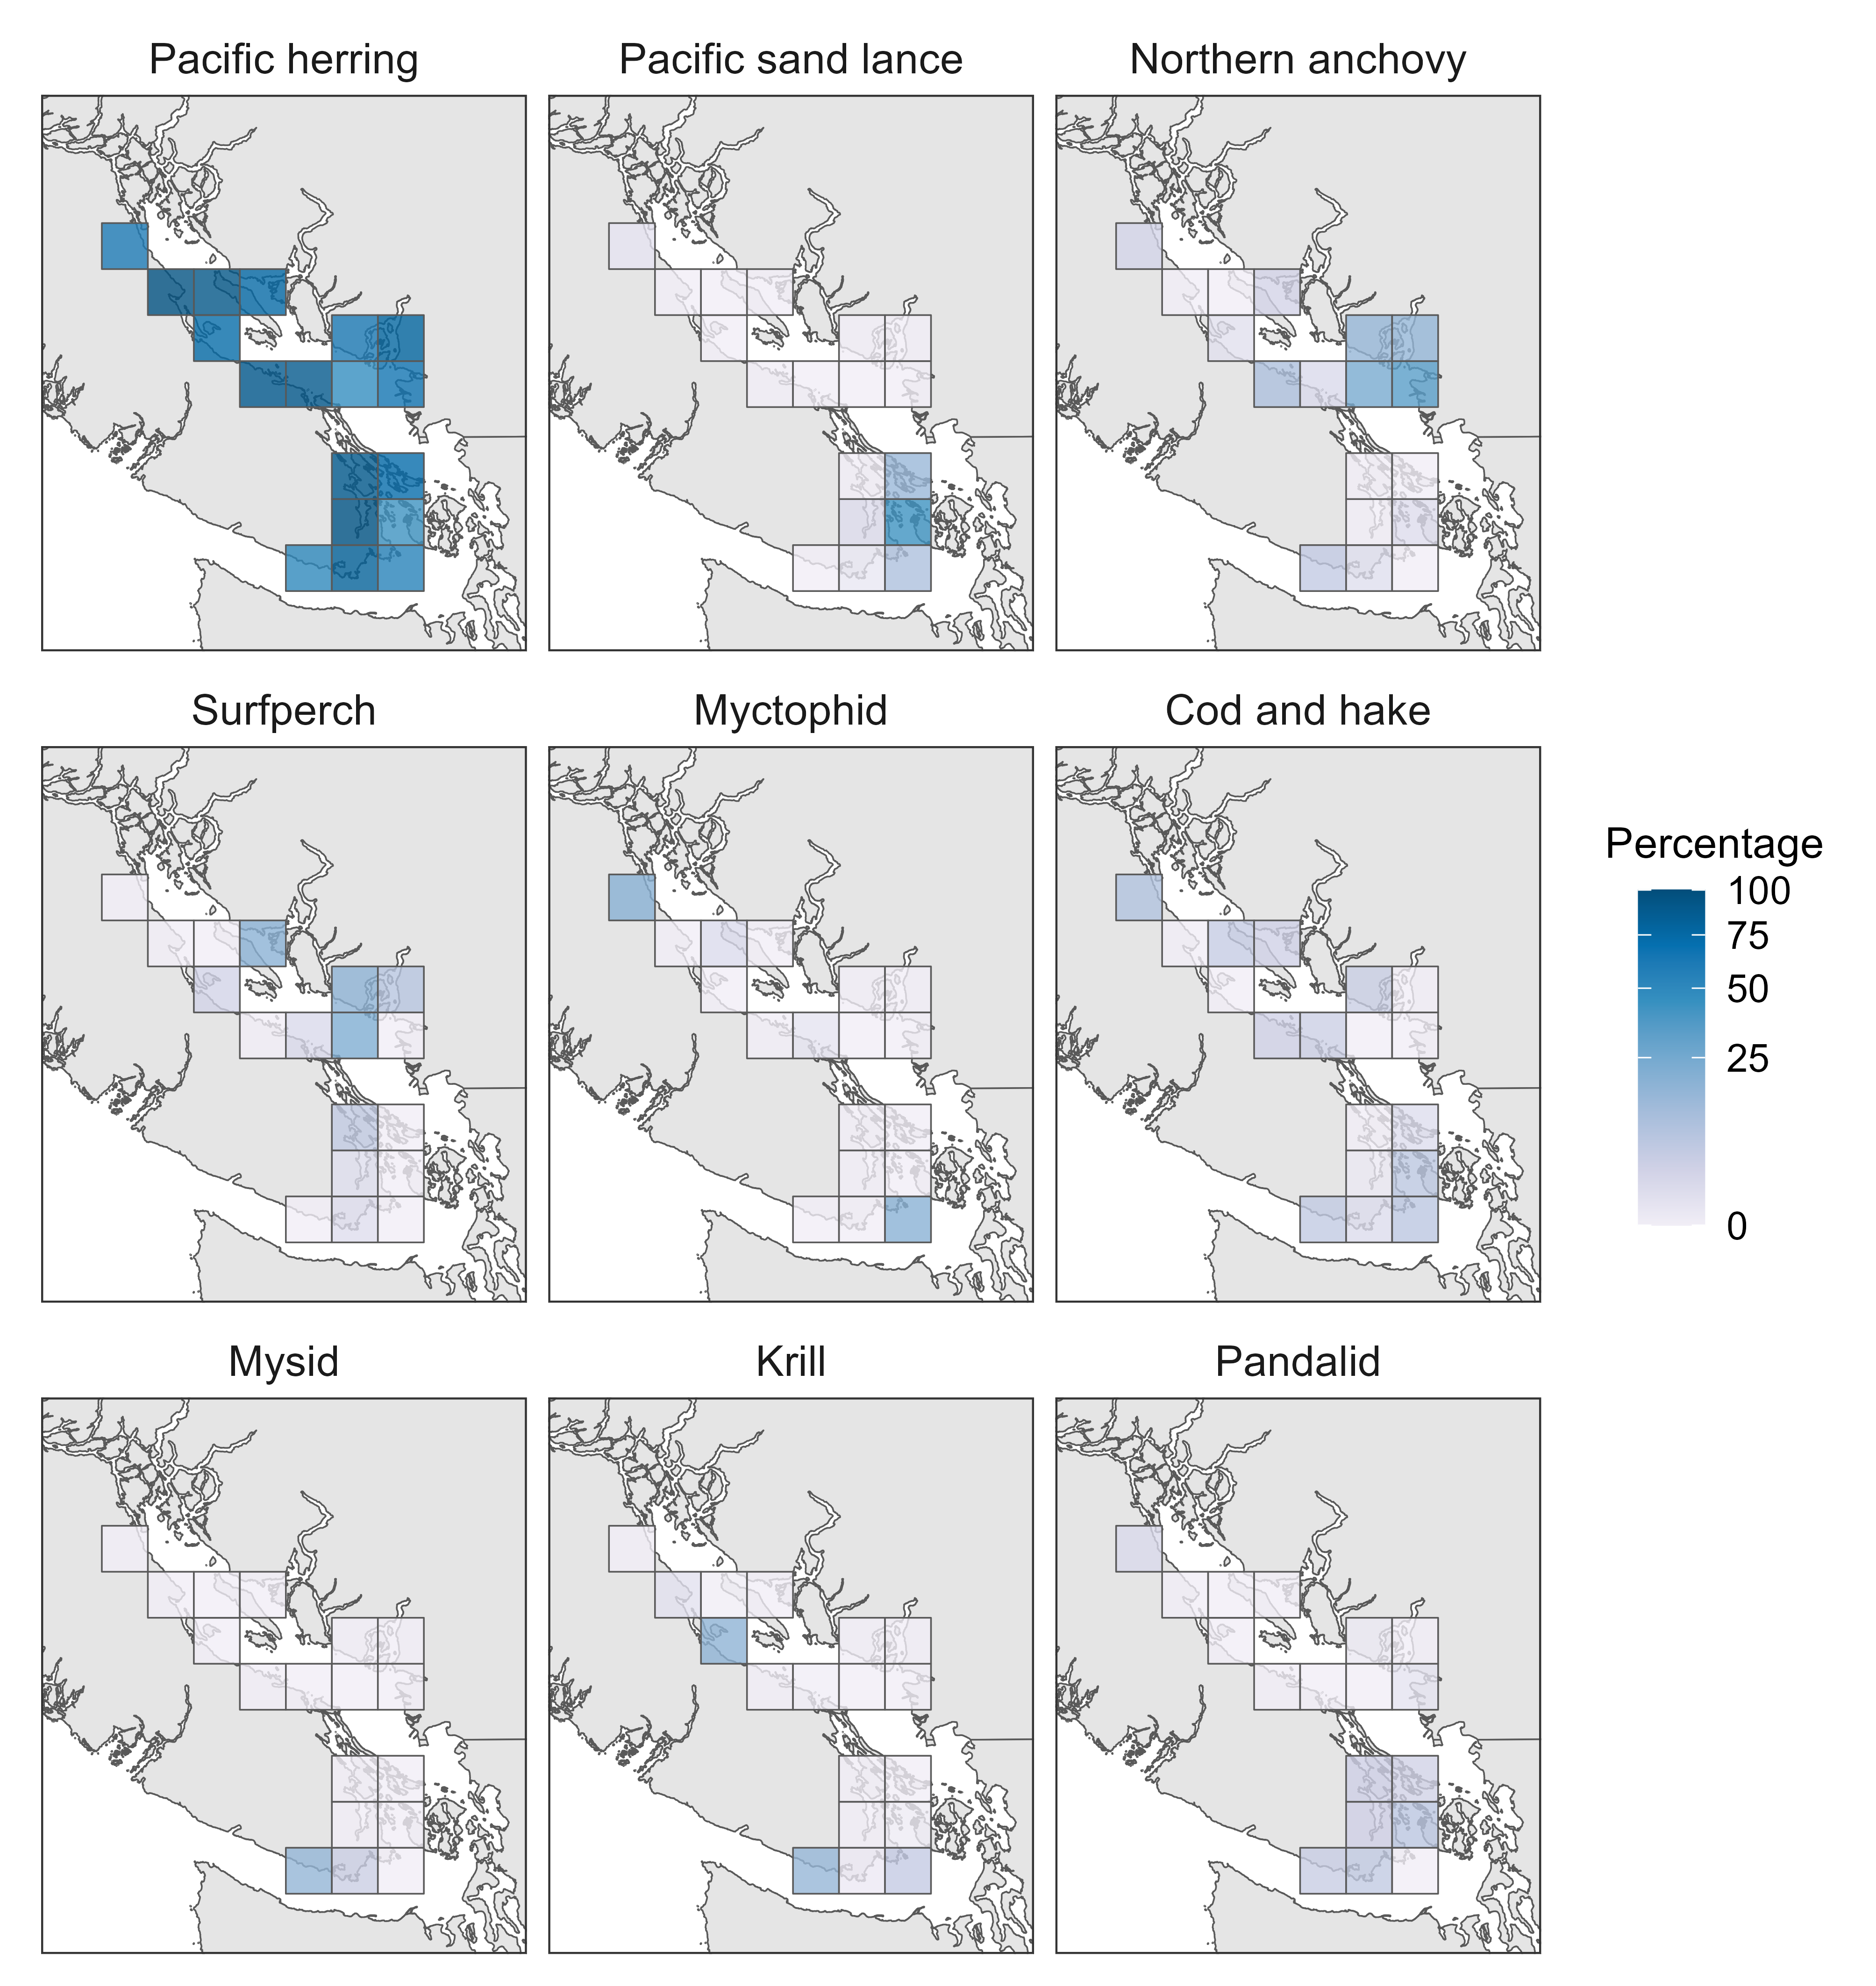 Pacific herring
Pacific sand lance
Northern anchovy
Surfperch
Myctophid
Cod and hake
Percentage
100
75
50
25
0
Mysid
Krill
Pandalid